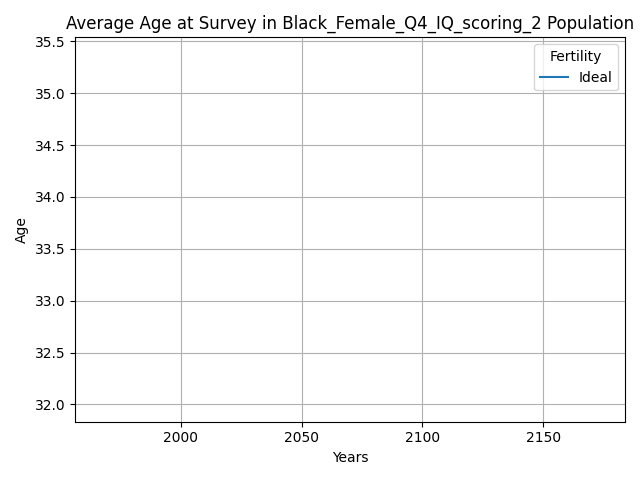 Average Age at Survey in Black_Female_Q4_IQ_scoring_2 Population
Fertility
Ideal
35.5
35.0
34.5
34.0
33.5
33.0
32.5
32.0
Age
2000 2050 2100 2150
Years